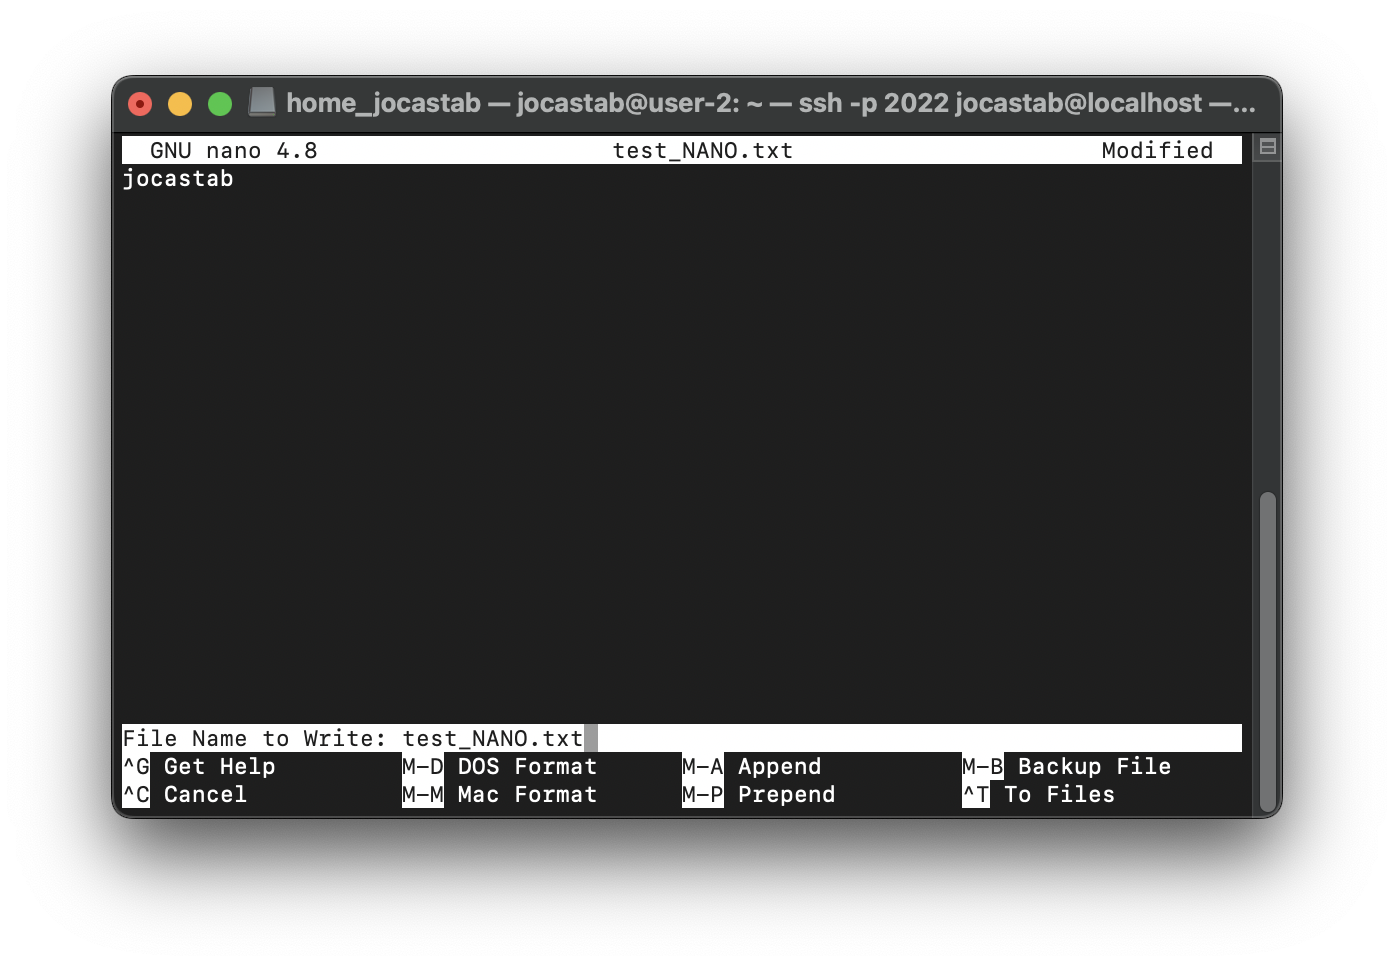 home_jocastab — jocastab@user-2: ~ — ssh -p 2022 jocastab@localhost —...
GNU nano 4.8 test_NANO.txt Modified
jocastab
File Name to Write: test_NANO.txt
^G Get Help M-D DOS Format M-A Append M-B Backup File
^C Cancel M-M Mac Format M-P Prepend ^T To Files